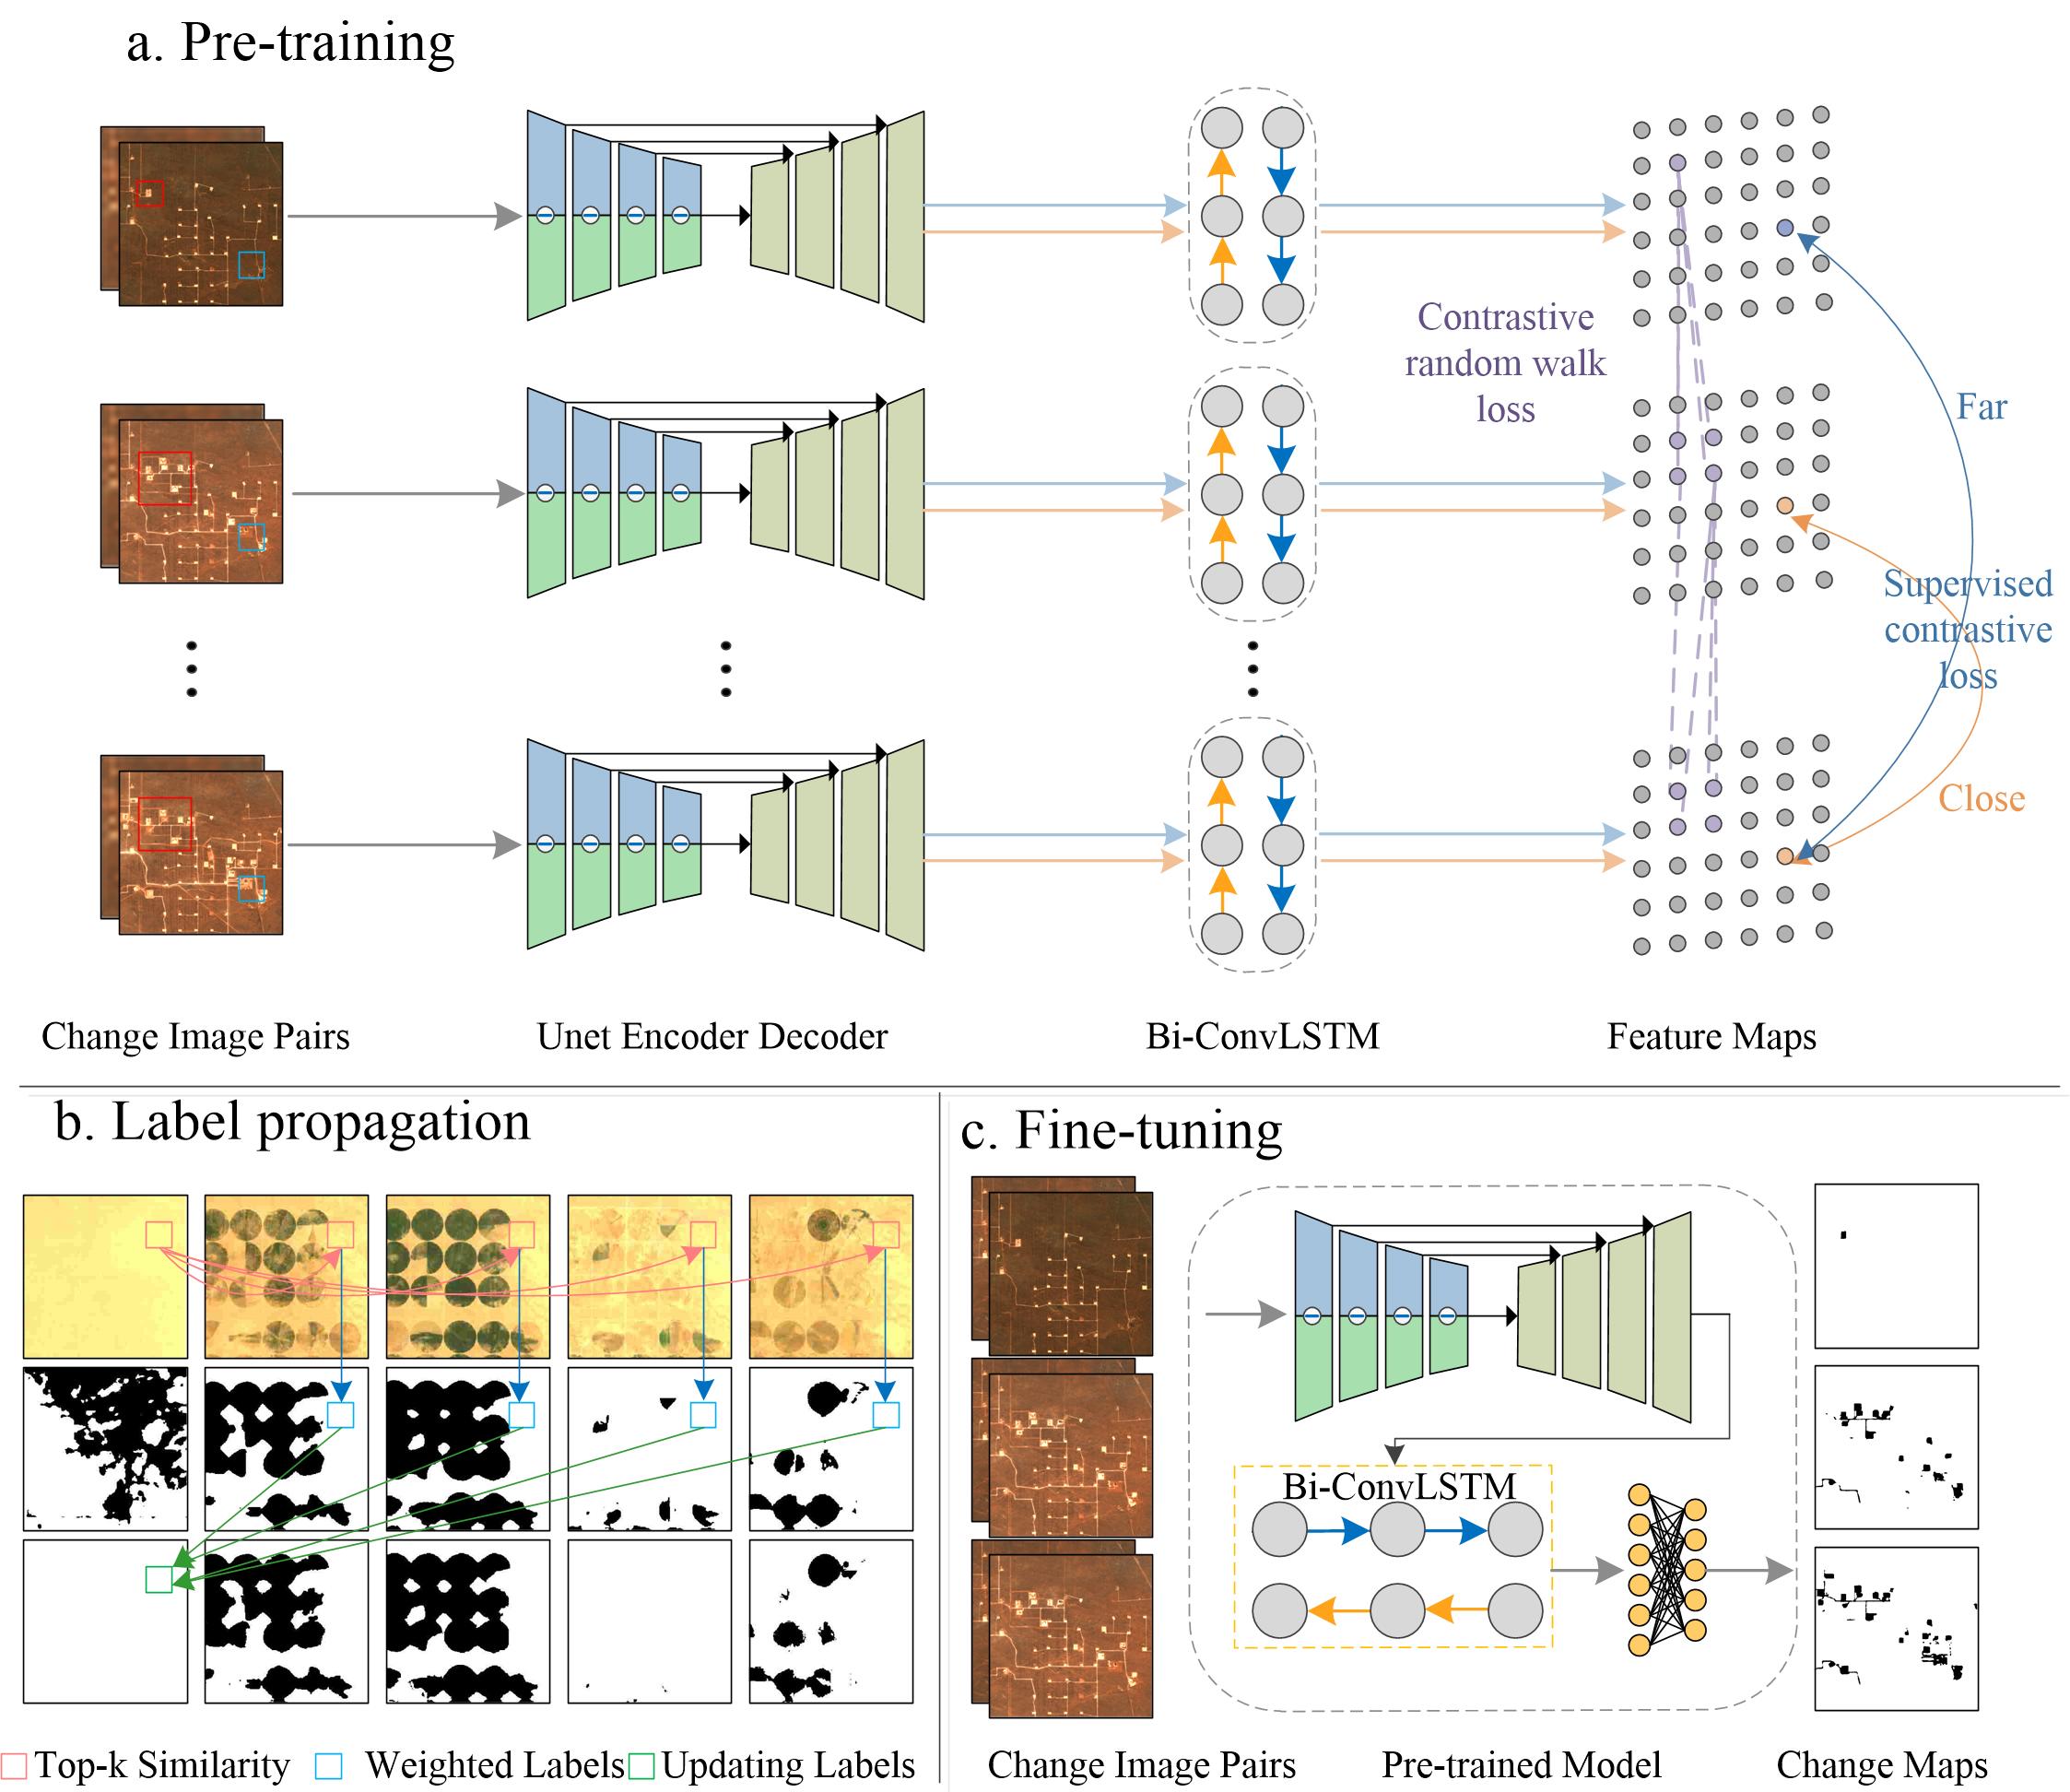 a. Pre-training
Contrastive
random walk
loss
Far
Supervised
contrastive
loss
Close
Change Image Pairs
Unet Encoder Decoder
Bi-ConvLSTM
Feature Maps
b. Label propagation
c. Fine-tuning
Bi-ConvLSTM
Top-k Similarity
Weighted Labels
Updating Labels
Change Image Pairs
Pre-trained Model
Change Maps